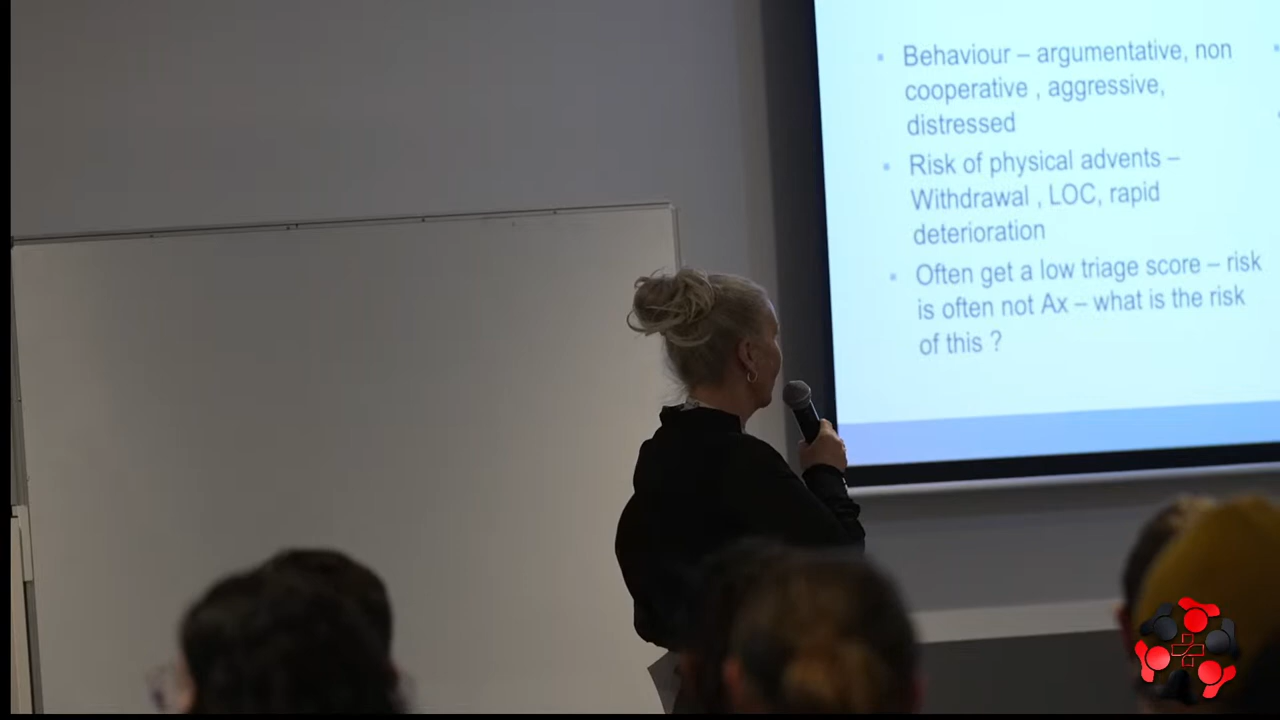 Behaviour – argumentative, non
cooperative , aggressive,
distressed
Risk of physical advents –
Withdrawal , LOC, rapid
deterioration
Often get a low triage score – risk
is often not Ax – what is the risk
of this ?